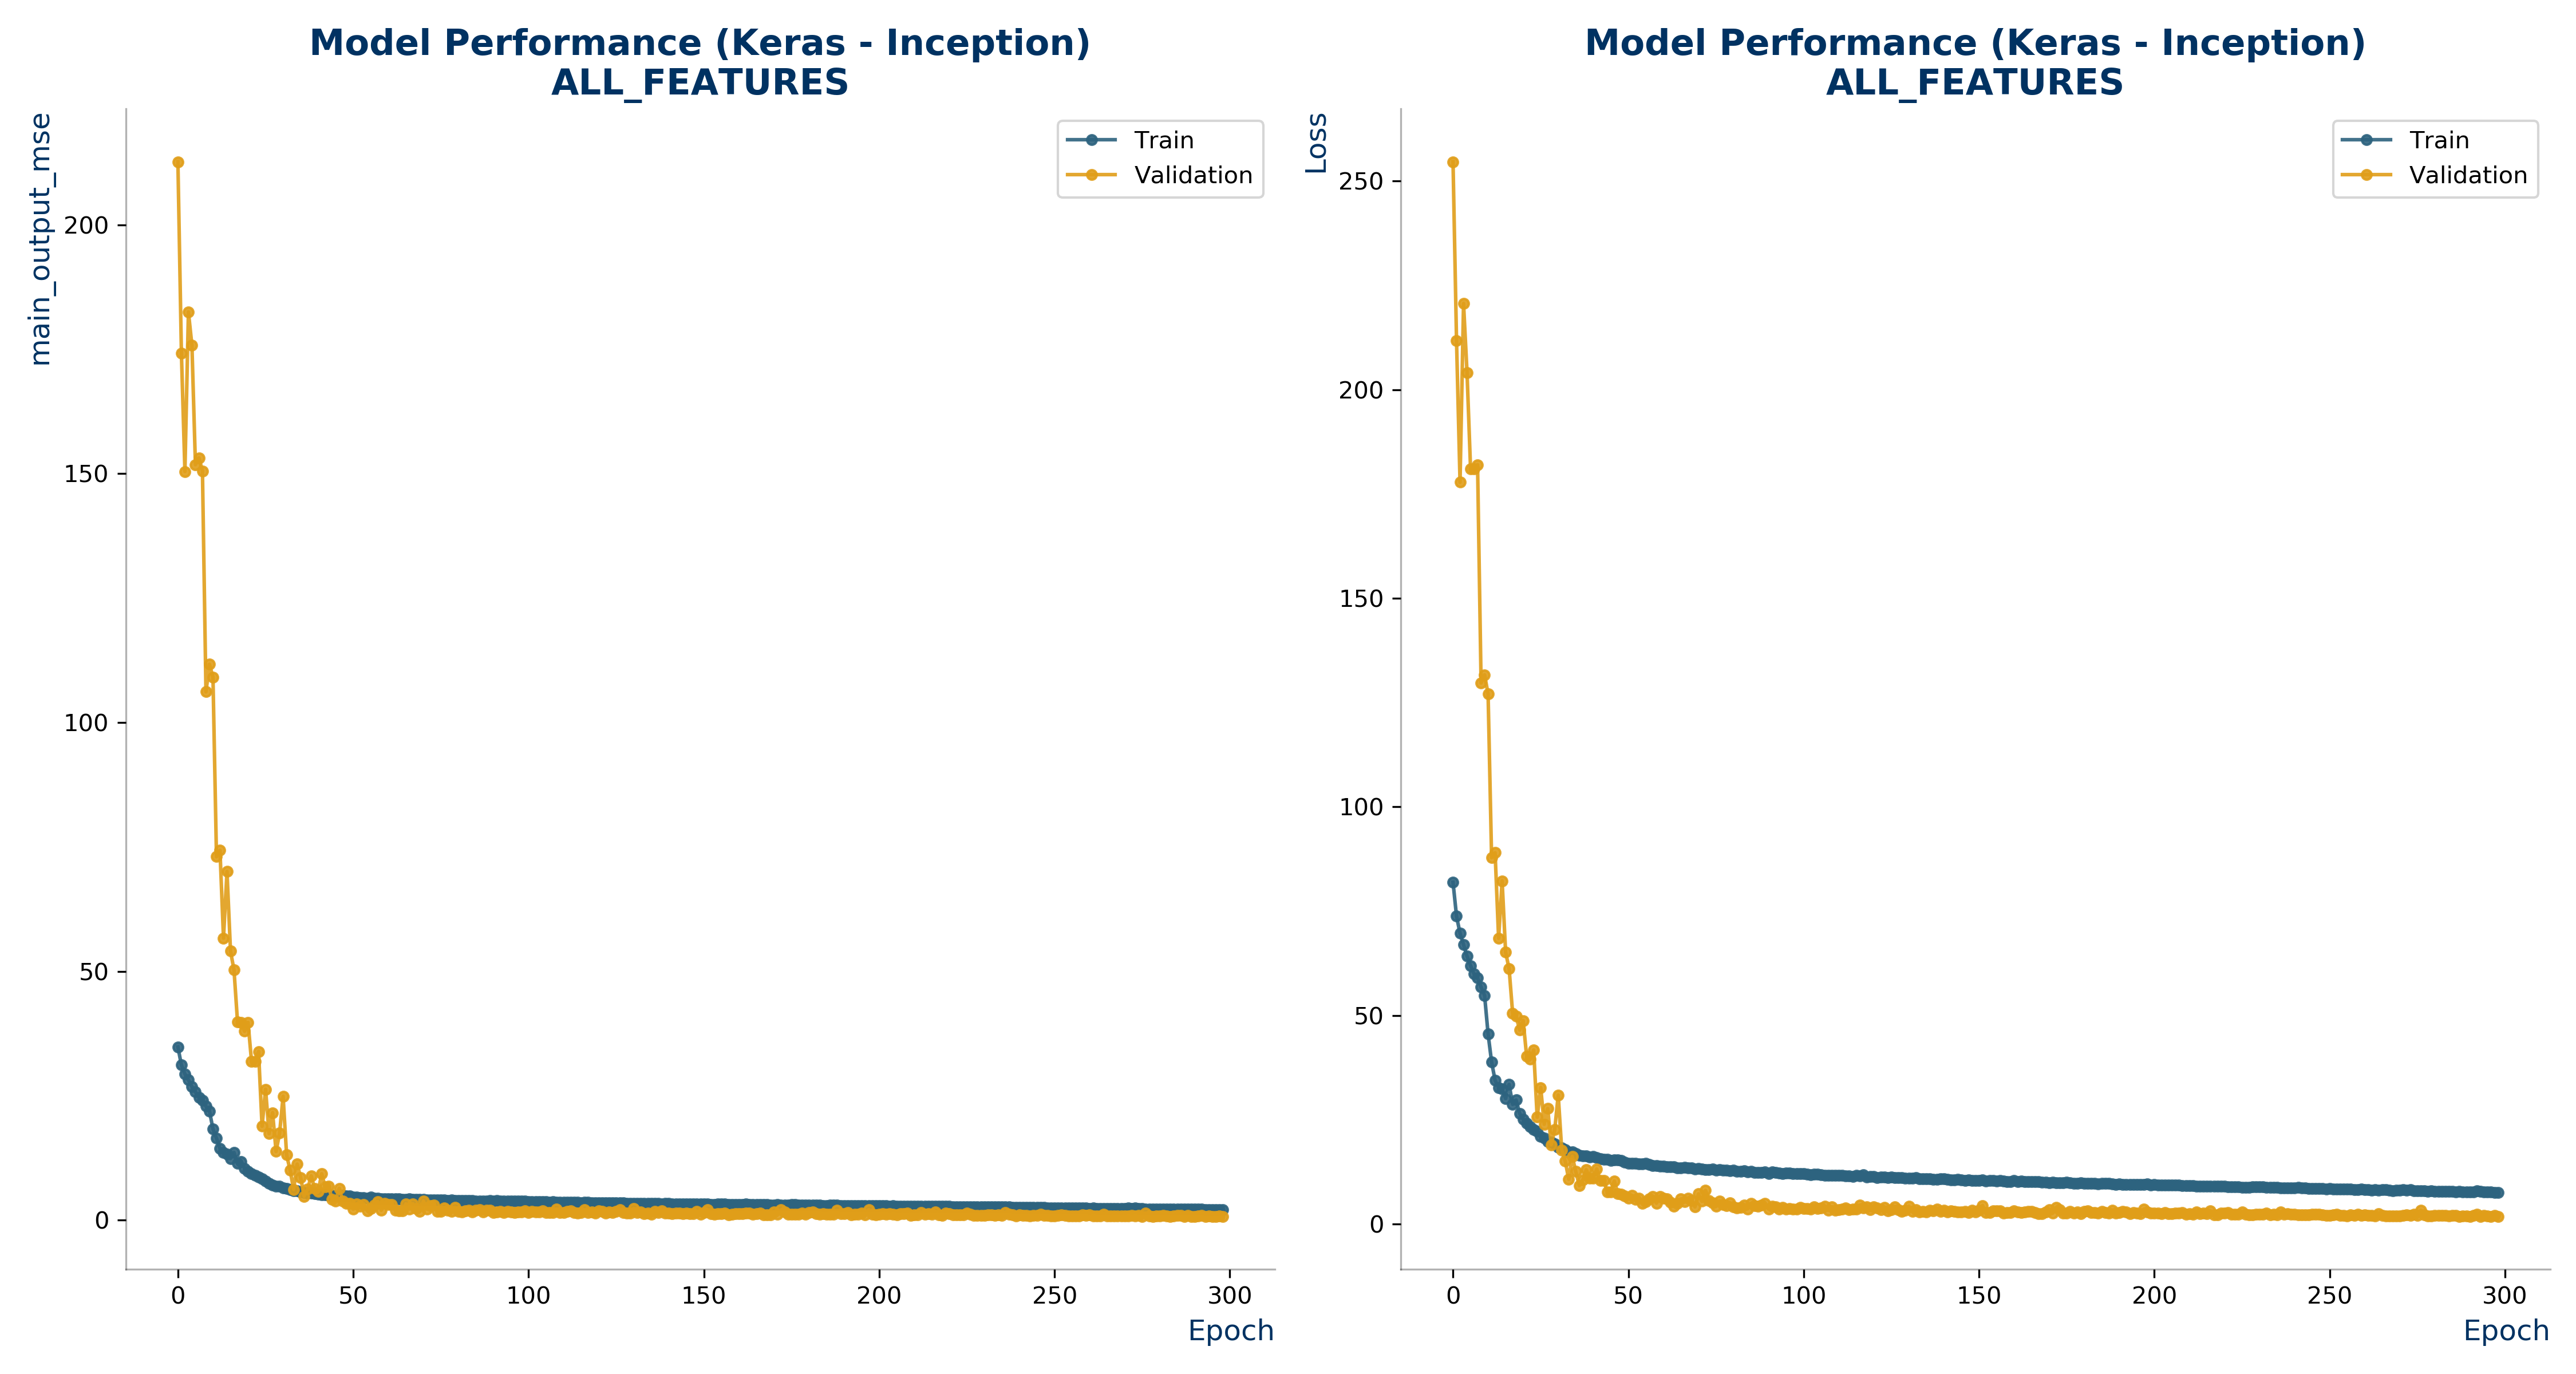 Model Performance (Keras - Inception)
ALL_FEATURES
main_output_mse
Train
Validation
200
150
100
50
0
0 50 100 150 200 250 300
Epoch
Model Performance (Keras - Inception)
ALL_FEATURES
Loss
Train
Validation
250
200
150
100
50
0
0 50 100 150 200 250 300
Epoch